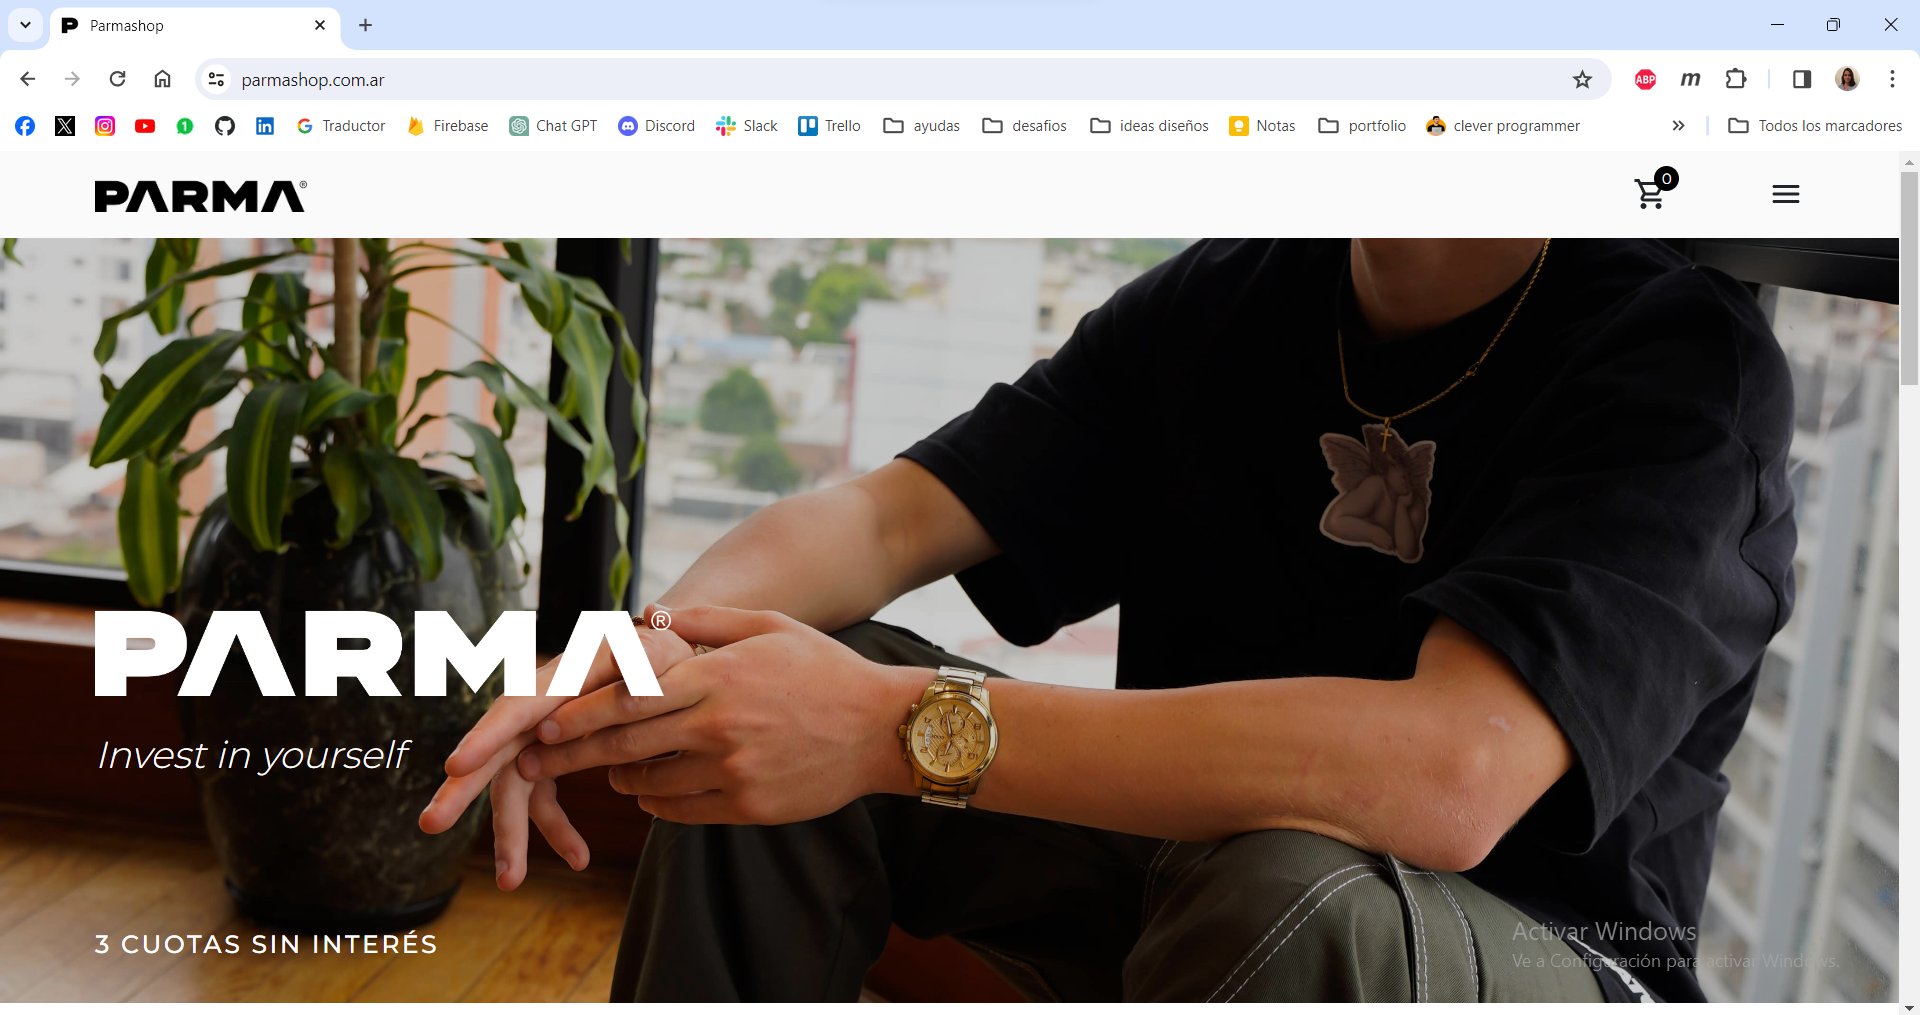 Parmashop
parmashop.com.ar
ABP
m
1
Traductor
Firebase
Chat GPT
Discord
Slack
Trello
ayudas
desafios
ideas diseños
Notas
portfolio
clever programmer
Todos los marcadores
PARMA®
0
PARMA®
Invest in yourself
3 CUOTAS SIN INTERÉS
Activar Windows
Ve a Configuración para activar Windows.